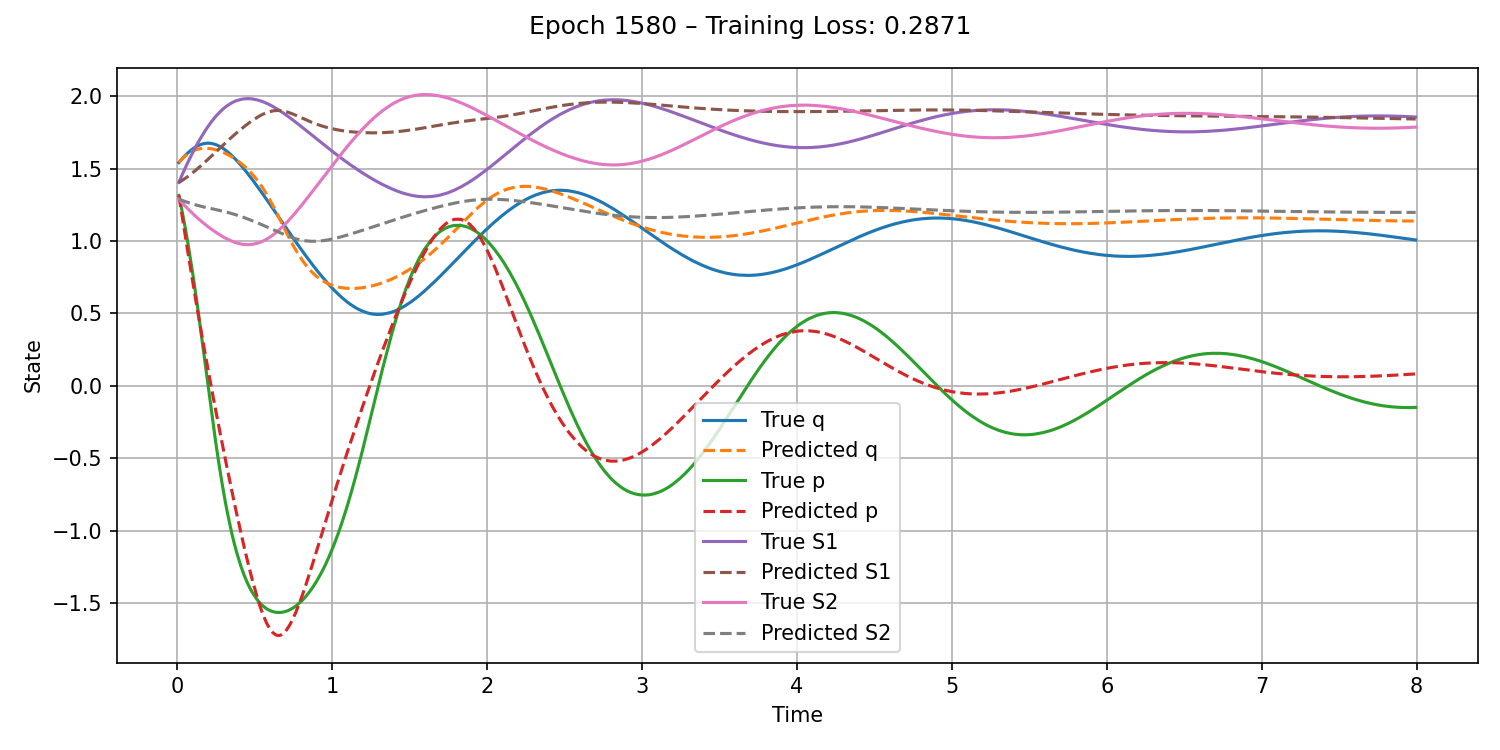 Epoch 1580 – Training Loss: 0.2871
State
2.0
1.5
1.0
0.5
0.0
−0.5
−1.0
−1.5
True q
Predicted q
True p
Predicted p
True S1
Predicted S1
True S2
Predicted S2
0 1 2 3 4 5 6 7 8
Time